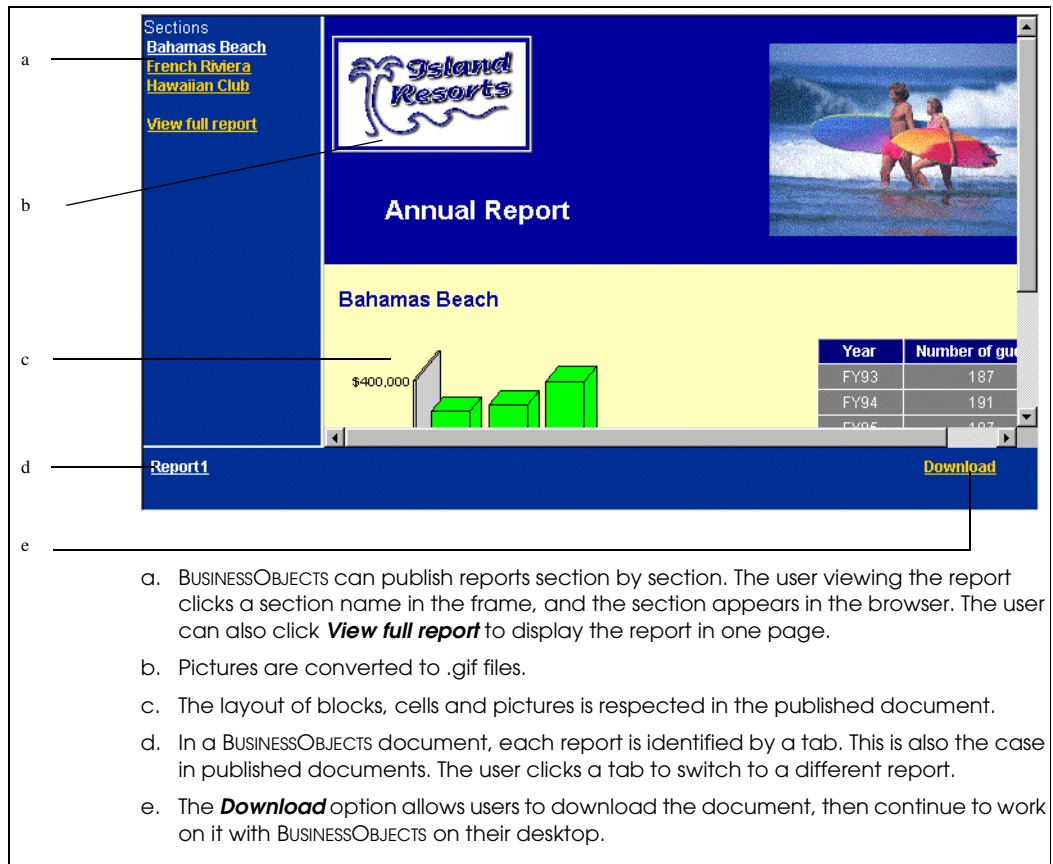 Sections
Bahamas Beach
French Riviera
Hawaiian Club
View full report
a
Island
Resorts
b
Annual Report
Bahamas Beach
c
$400,000
Year Number of gue
FY93 187
FY94 191
FY95 197
d
Report1
Download
e
a. BUSINESSOBJECTS can publish reports section by section. The user viewing the report
clicks a section name in the frame, and the section appears in the browser. The user
can also click View full report to display the report in one page.
b. Pictures are converted to .gif files.
c. The layout of blocks, cells and pictures is respected in the published document.
d. In a BUSINESSOBJECTS document, each report is identified by a tab. This is also the case
in published documents. The user clicks a tab to switch to a different report.
e. The Download option allows users to download the document, then continue to work
on it with BUSINESSOBJECTS on their desktop.